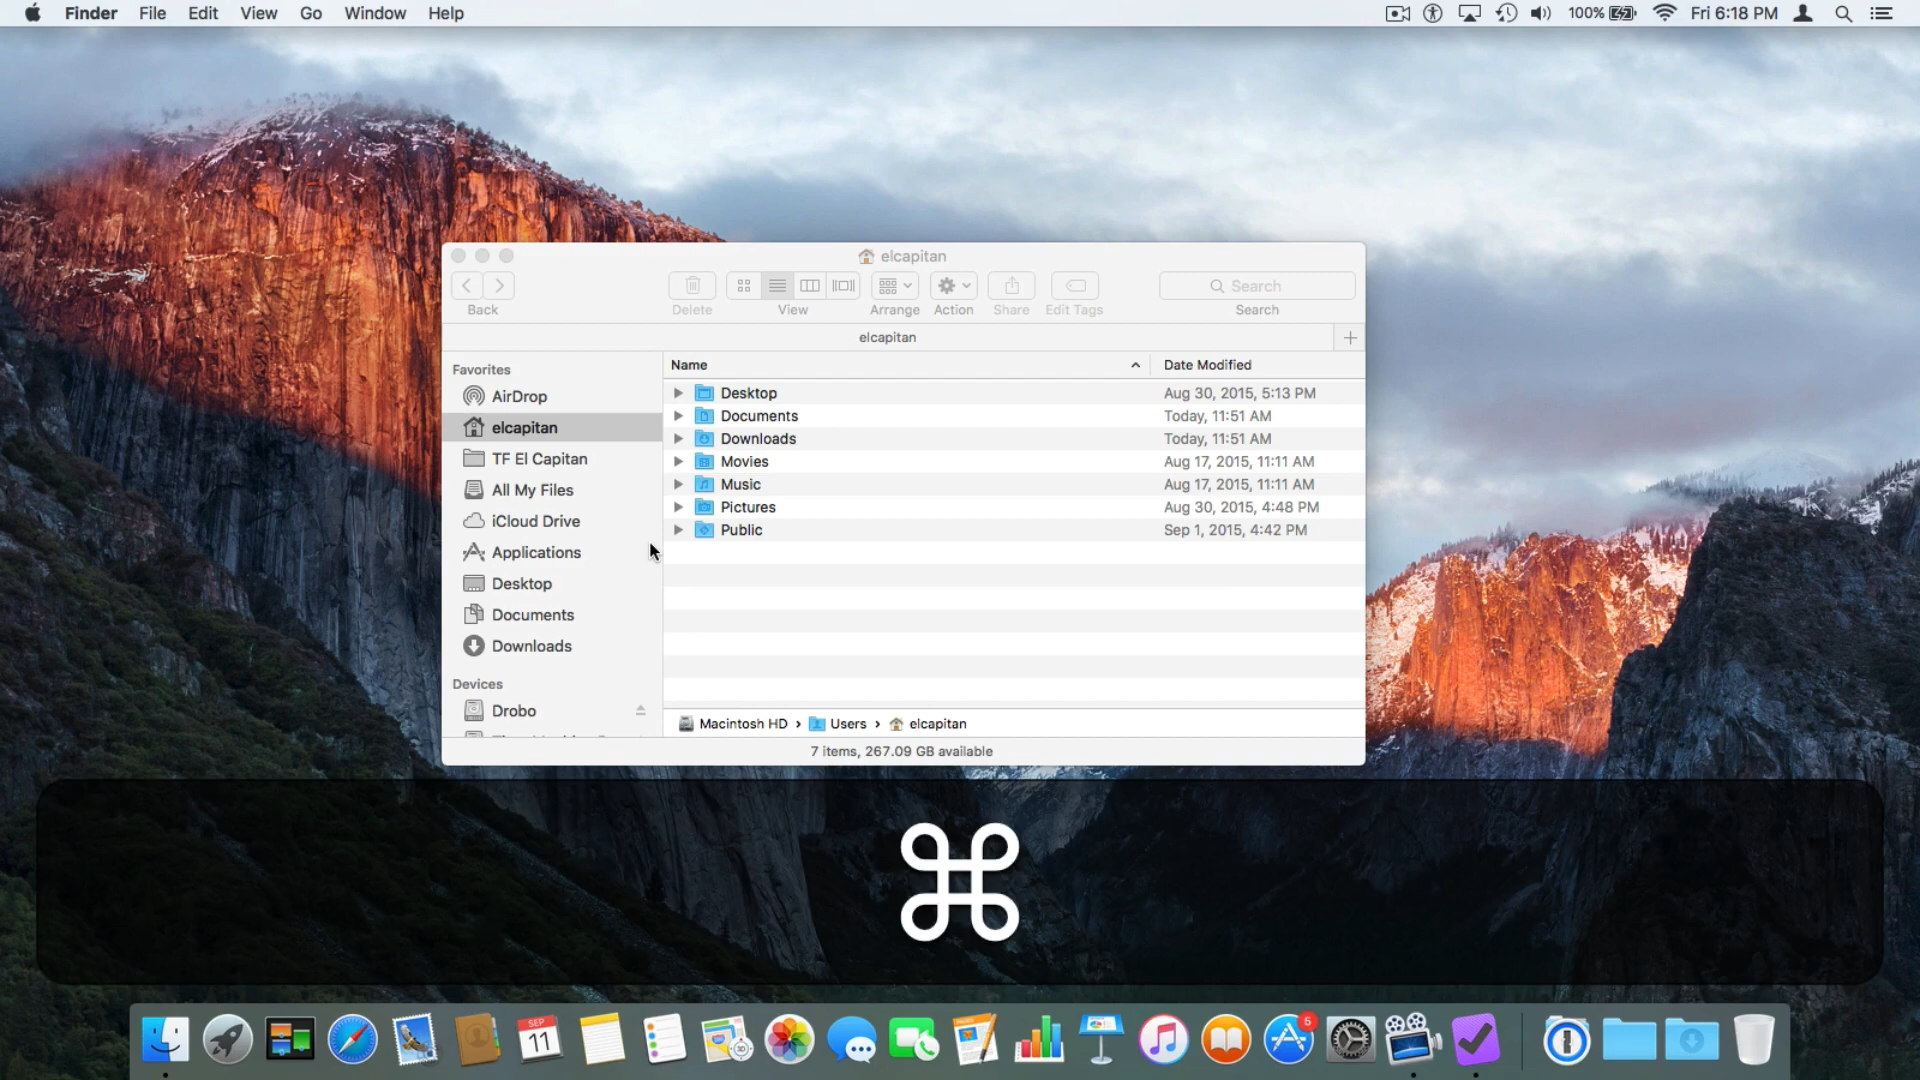 Finder File Edit View Go Window Help 100% Fri 6:18 PM
elcapitan
Search
Back Delete View Arrange Action Share Edit Tags Search
elcapitan
Favorites
AirDrop
elcapitan
TF El Capitan
All My Files
iCloud Drive
Applications
Desktop
Documents
Downloads
Devices
Drobo
Name Date Modified
Desktop Aug 30, 2015, 5:13 PM
Documents Today, 11:51 AM
Downloads Today, 11:51 AM
Movies Aug 17, 2015, 11:11 AM
Music Aug 17, 2015, 11:11 AM
Pictures Aug 30, 2015, 4:48 PM
Public Sep 1, 2015, 4:42 PM
Macintosh HD › Users › elcapitan
7 items, 267.09 GB available
⌘
SEP
11
PAGES
5